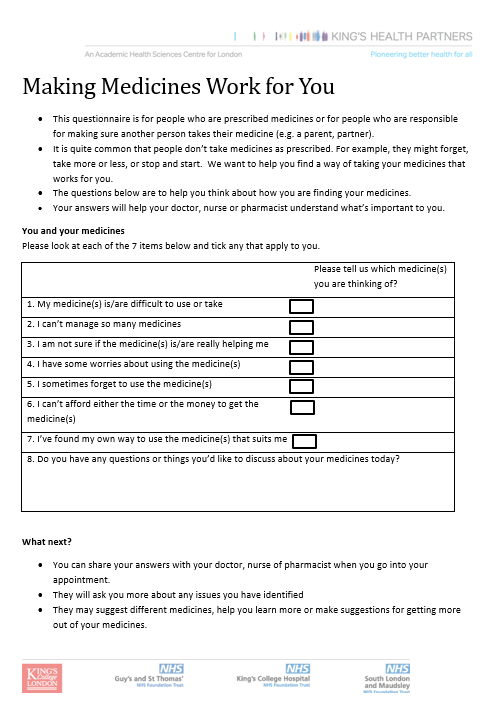 KING'S HEALTH PARTNERS
An Academic Health Sciences Centre for London
Pioneering better health for all
Making Medicines Work for You
• This questionnaire is for people who are prescribed medicines or for people who are responsible
for making sure another person takes their medicine (e.g. a parent, partner).
• It is quite common that people don't take medicines as prescribed. For example, they might forget,
take more or less, or stop and start. We want to help you find a way of taking your medicines that
works for you.
• The questions below are to help you think about how you are finding your medicines.
• Your answers will help your doctor, nurse or pharmacist understand what's important to you.
You and your medicines
Please look at each of the 7 items below and tick any that apply to you.
Please tell us which medicine(s)
you are thinking of?
1. My medicine(s) is/are difficult to use or take
2. I can't manage so many medicines
3. I am not sure if the medicine(s) is/are really helping me
4. I have some worries about using the medicine(s)
5. I sometimes forget to use the medicine(s)
6. I can't afford either the time or the money to get the
medicine(s)
7. I've found my own way to use the medicine(s) that suits me
8. Do you have any questions or things you'd like to discuss about your medicines today?
What next?
• You can share your answers with your doctor, nurse of pharmacist when you go into your
appointment.
• They will ask you more about any issues you have identified
• They may suggest different medicines, help you learn more or make suggestions for getting more
out of your medicines.
KING'S
College
LONDON
NHS
Guy's and St Thomas'
NHS Foundation Trust
NHS
King's College Hospital
NHS Foundation Trust
NHS
South London
and Maudsley
NHS Foundation Trust